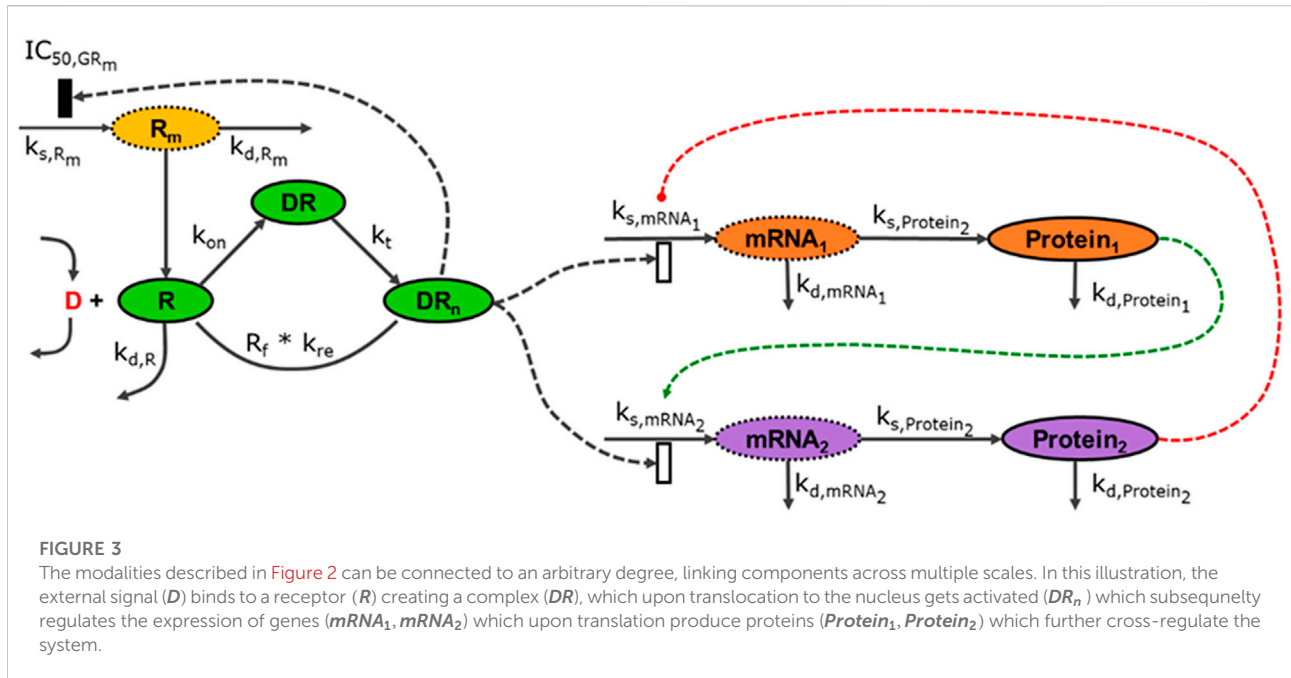 IC50,GRm
ks,Rm
Rm
kd,Rm
DR
kon
kt
D +
R
DRn
kd,R
Rf * kre
ks,mRNA1
mRNA1
ks,Protein2
Protein1
kd,mRNA1
kd,Protein1
ks,mRNA2
mRNA2
ks,Protein2
Protein2
kd,mRNA2
kd,Protein2
FIGURE 3
The modalities described in Figure 2 can be connected to an arbitrary degree, linking components across multiple scales. In this illustration, the
external signal (D) binds to a receptor (R) creating a complex (DR), which upon translocation to the nucleus gets activated (DRn ) which subsequnelty
regulates the expression of genes (mRNA1, mRNA2) which upon translation produce proteins (Protein1, Protein2) which further cross-regulate the
system.